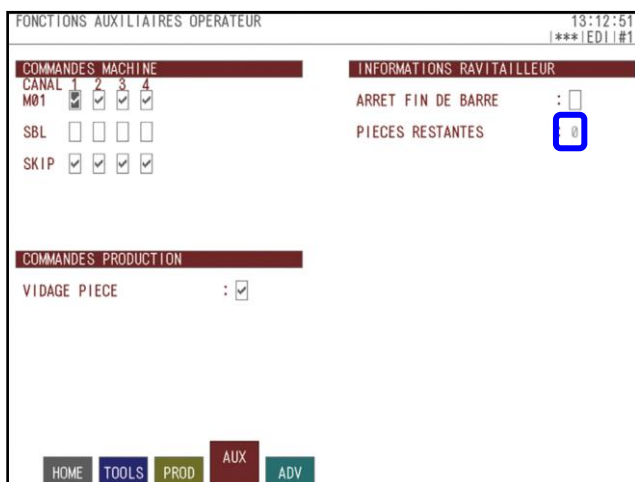 FONCTIONS AUXILIAIRES OPERATEUR
13:12:51
|***|EDI|#1
COMMANDES MACHINE
CANAL 1 2 3 4
M01
SBL
SKIP
INFORMATIONS RAVITAILLEUR
ARRET FIN DE BARRE :
PIECES RESTANTES : 0
COMMANDES PRODUCTION
VIDAGE PIECE :
HOME TOOLS PROD AUX ADV